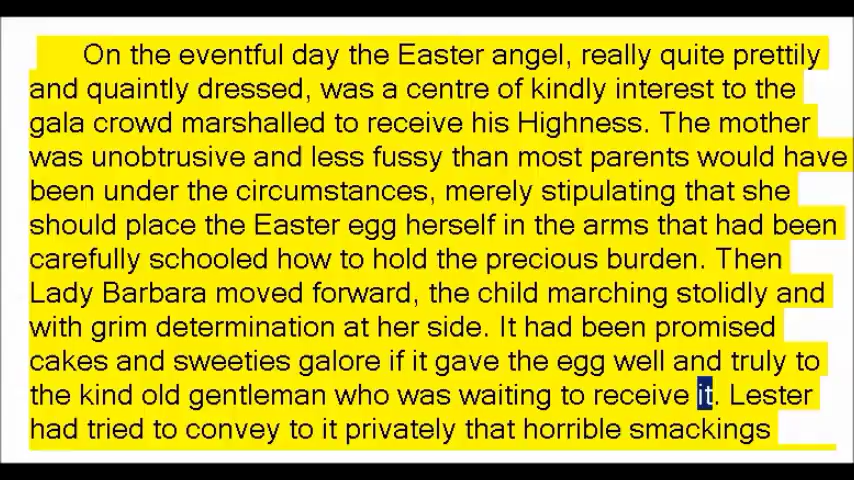 On the eventful day the Easter angel, really quite prettily
and quaintly dressed, was a centre of kindly interest to the
gala crowd marshalled to receive his Highness. The mother
was unobtrusive and less fussy than most parents would have
been under the circumstances, merely stipulating that she
should place the Easter egg herself in the arms that had been
carefully schooled how to hold the precious burden. Then
Lady Barbara moved forward, the child marching stolidly and
with grim determination at her side. It had been promised
cakes and sweeties galore if it gave the egg well and truly to
the kind old gentleman who was waiting to receive it. Lester
had tried to convey to it privately that horrible smackings